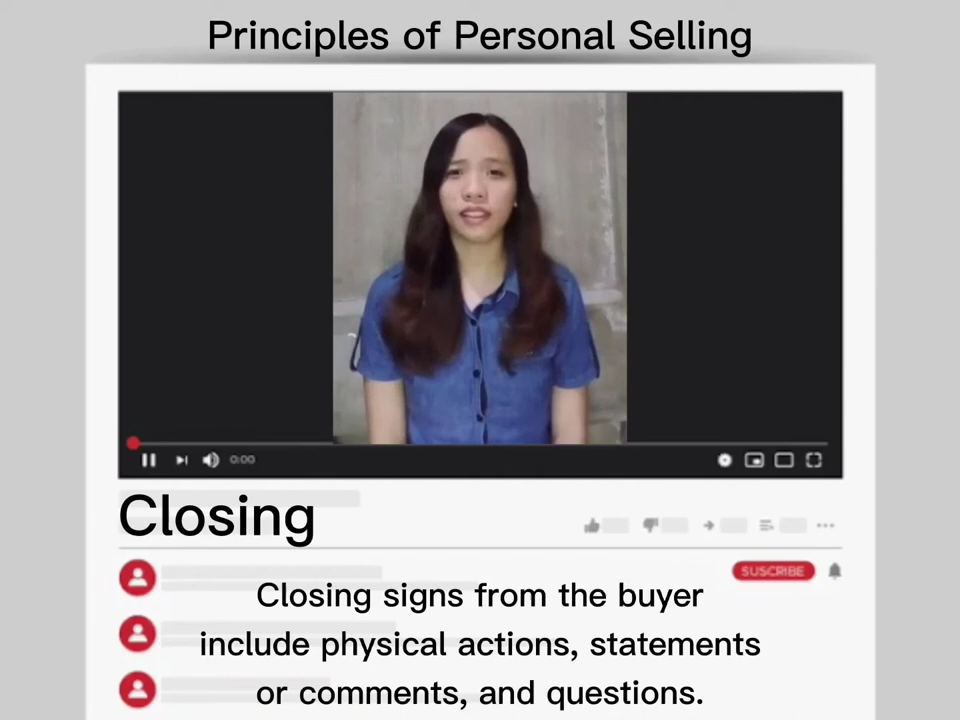 Principles of Personal Selling
0:00
Closing
SUSCRIBE
Closing signs from the buyer
include physical actions, statements
or comments, and questions.